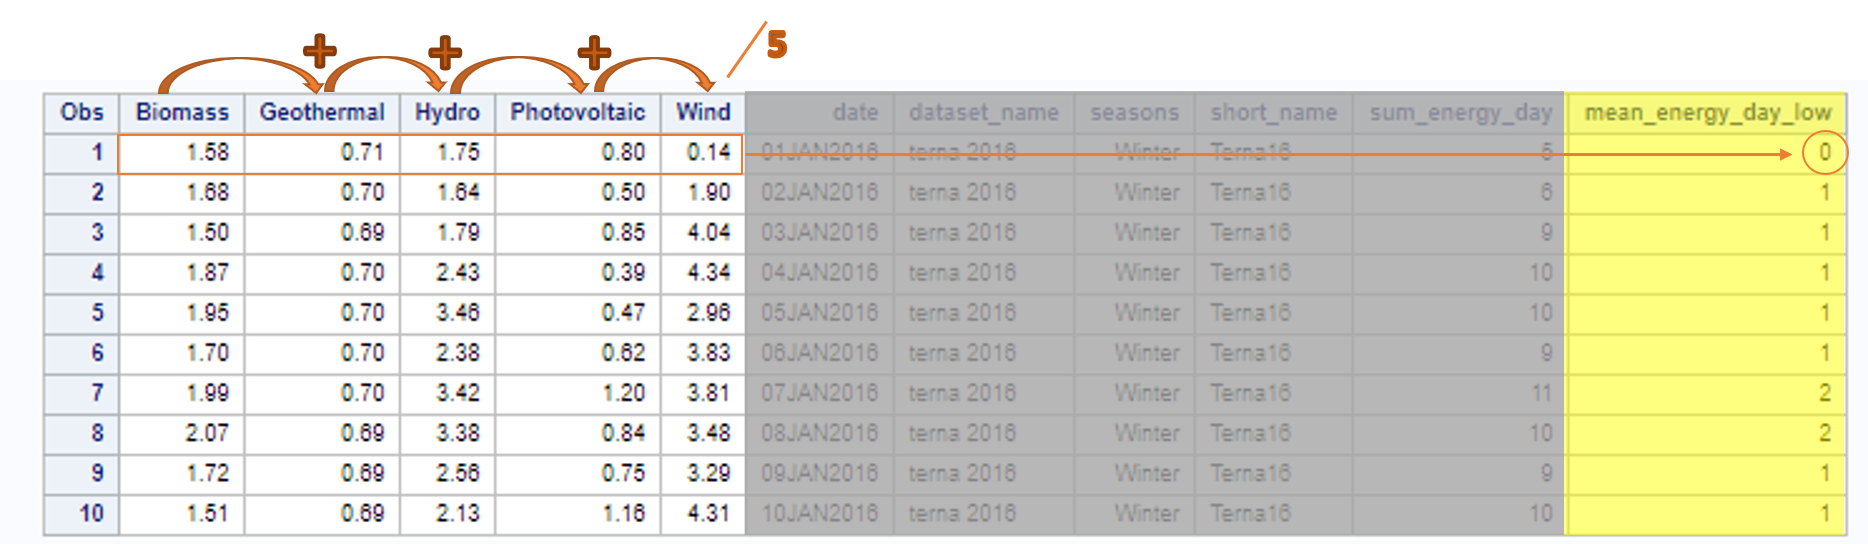 + + + /5
Obs Biomass Geothermal Hydro Photovoltaic Wind date dataset_name seasons short_name sum_energy_day mean_energy_day_low
1 1.58 0.71 1.75 0.80 0.14 01JAN2016 terna 2016 Winter Terna16 5 0
2 1.68 0.70 1.64 0.50 1.90 02JAN2016 terna 2016 Winter Terna16 6 1
3 1.50 0.69 1.79 0.85 4.04 03JAN2016 terna 2016 Winter Terna16 9 1
4 1.87 0.70 2.43 0.39 4.34 04JAN2016 terna 2016 Winter Terna16 10 1
5 1.95 0.70 3.46 0.47 2.96 05JAN2016 terna 2016 Winter Terna16 10 1
6 1.70 0.70 2.38 0.62 3.83 06JAN2016 terna 2016 Winter Terna16 9 1
7 1.99 0.70 3.42 1.20 3.81 07JAN2016 terna 2016 Winter Terna16 11 2
8 2.07 0.69 3.38 0.84 3.48 08JAN2016 terna 2016 Winter Terna16 10 2
9 1.72 0.69 2.56 0.75 3.29 09JAN2016 terna 2016 Winter Terna16 9 1
10 1.51 0.69 2.13 1.16 4.31 10JAN2016 terna 2016 Winter Terna16 10 1